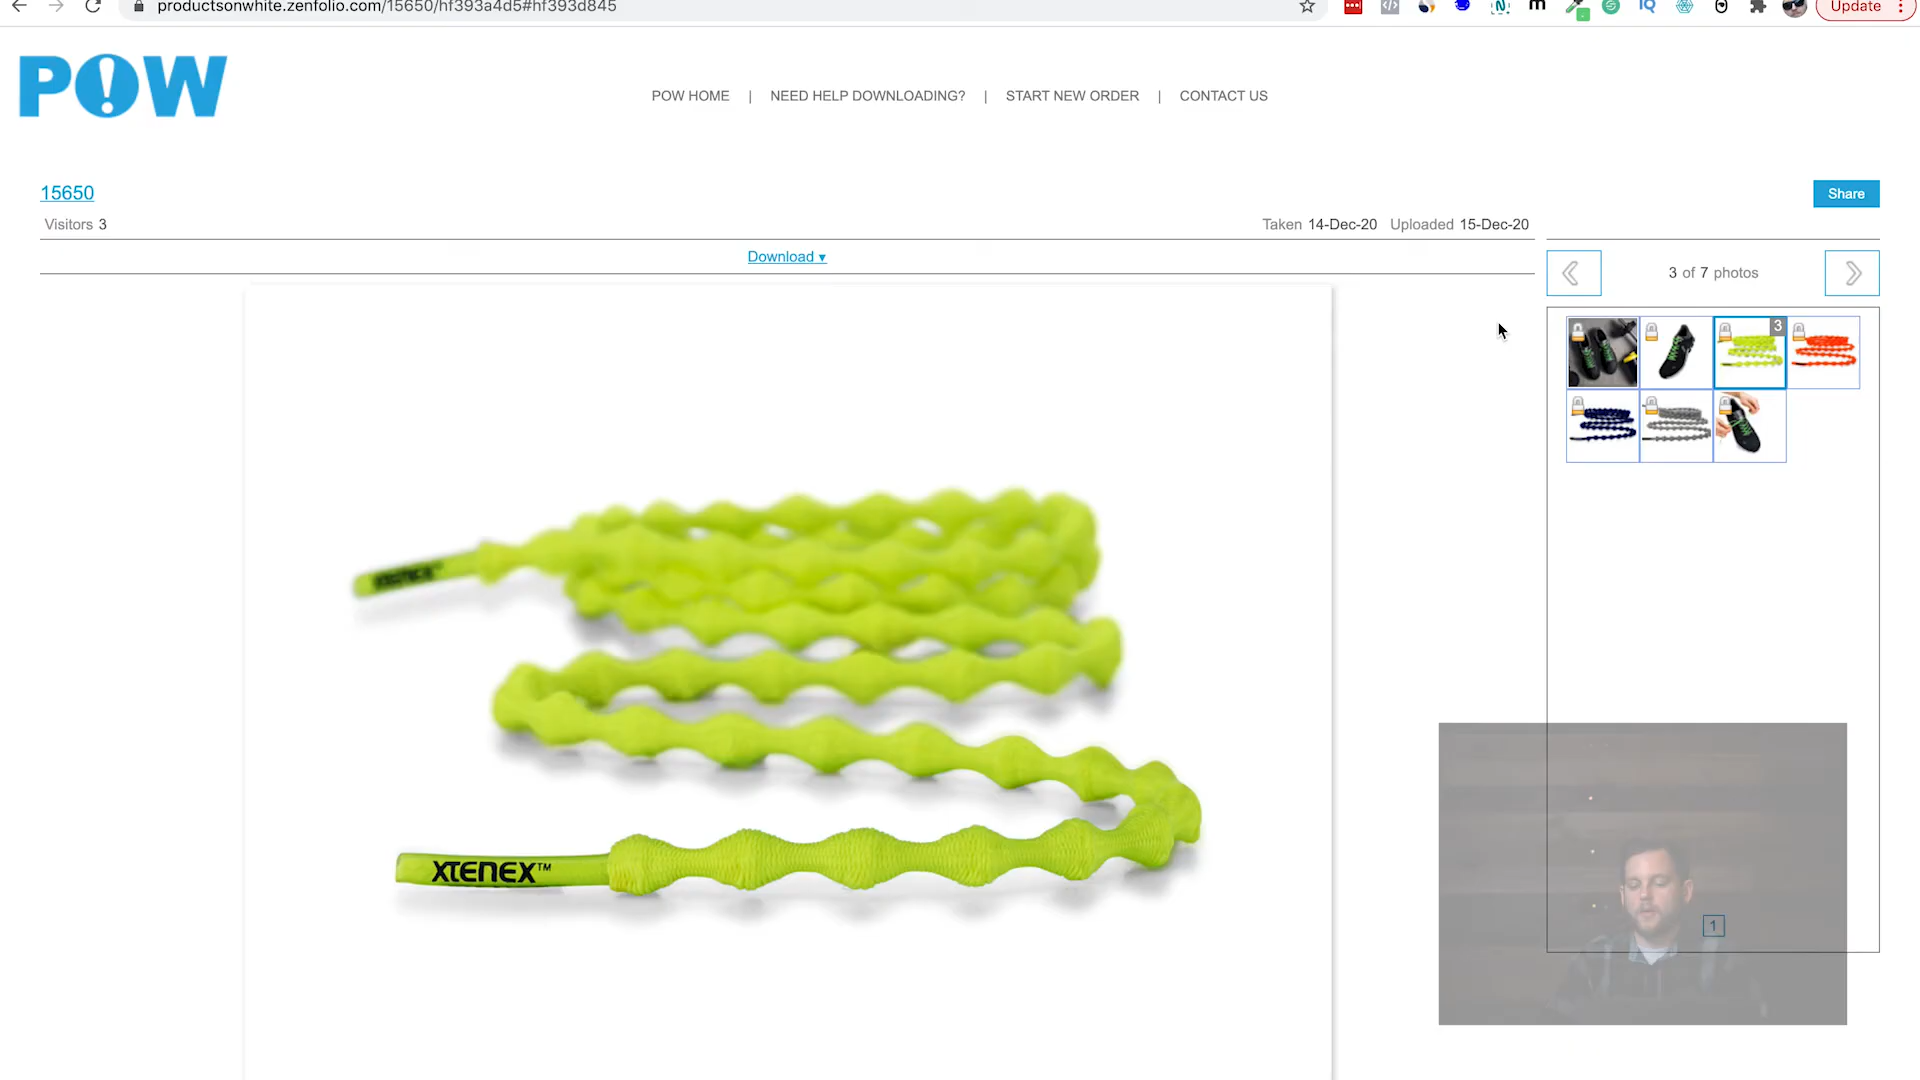 productsonwhite.zenfolio.com/15650/hf393a4d5#hf393d845
Update
POW
POW HOME | NEED HELP DOWNLOADING? | START NEW ORDER | CONTACT US
15650
Share
Visitors 3
Taken 14-Dec-20 Uploaded 15-Dec-20
Download ▾
3 of 7 photos
3
XTENEX™
1